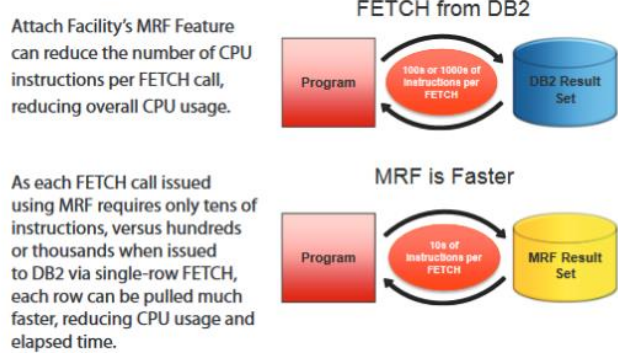 Attach Facility's MRF Feature
can reduce the number of CPU
instructions per FETCH call,
reducing overall CPU usage.
FETCH from DB2
Program
100s or 1000s of
instructions per
FETCH
DB2 Result
Set
As each FETCH call issued
using MRF requires only tens of
instructions, versus hundreds
or thousands when issued
to DB2 via single-row FETCH,
each row can be pulled much
faster, reducing CPU usage and
elapsed time.
MRF is Faster
Program
10s of
instructions per
FETCH
MRF Result
Set